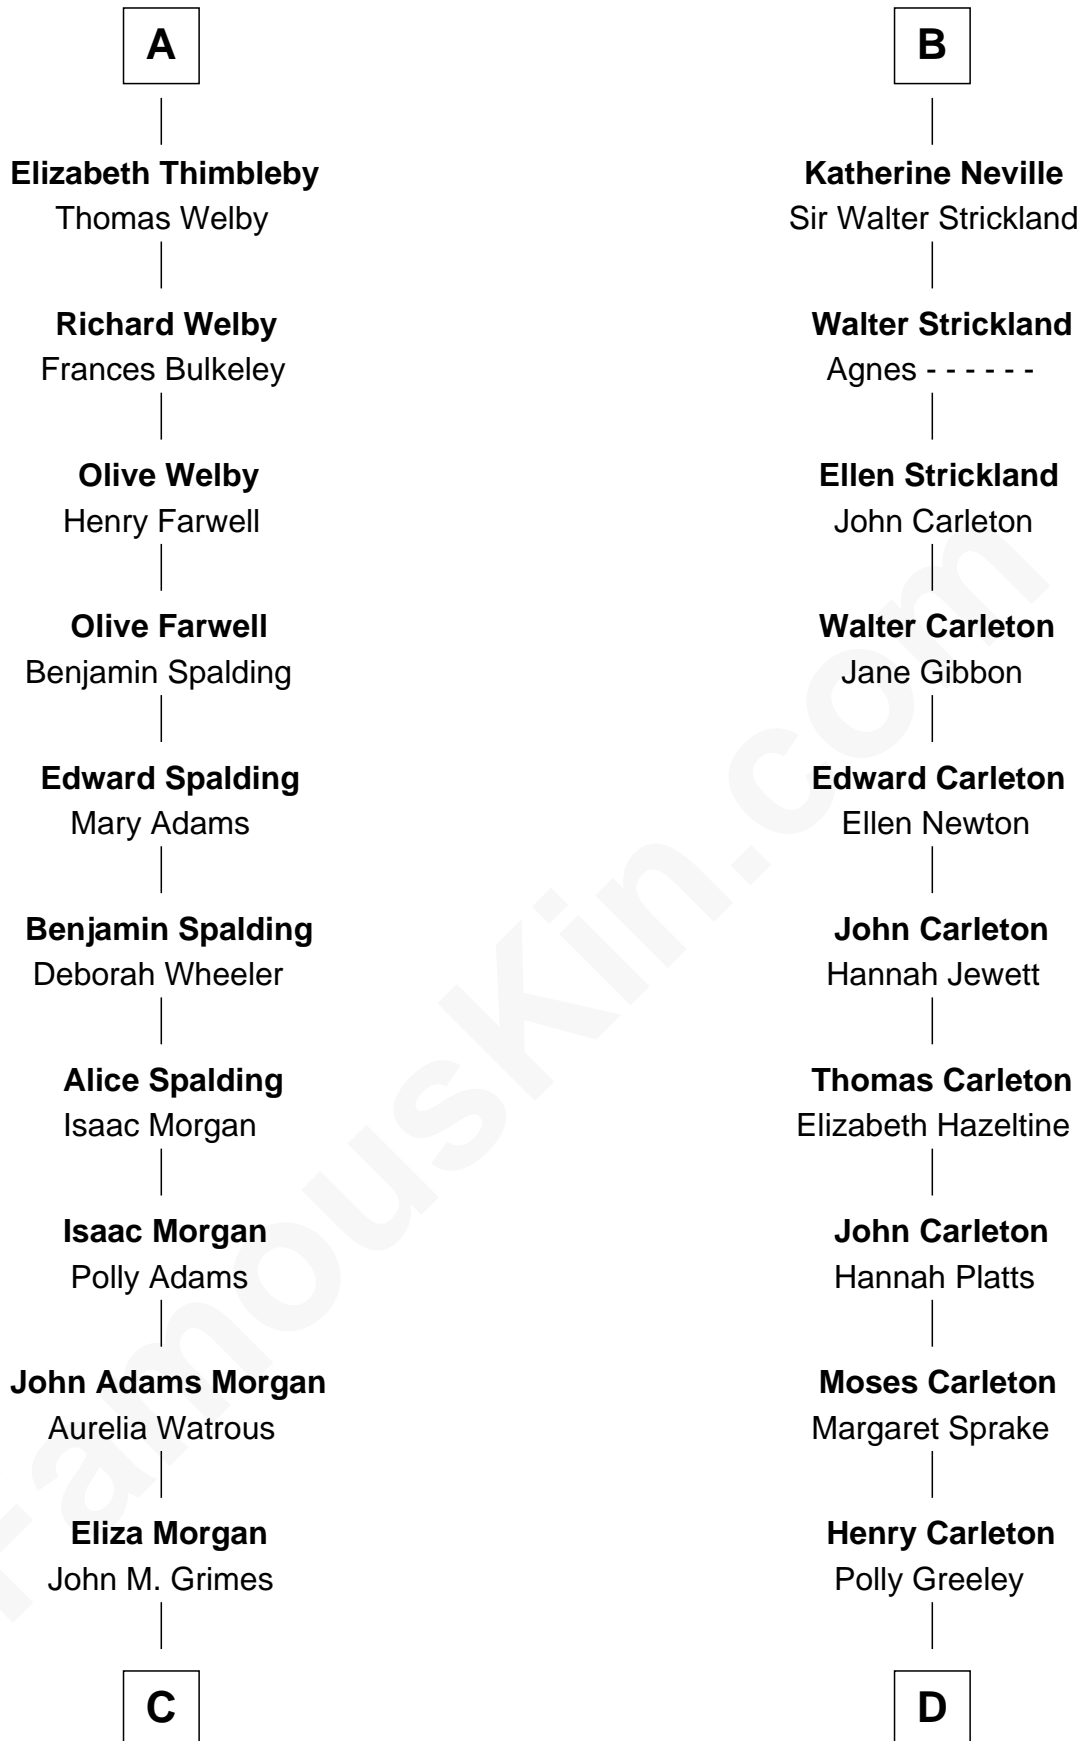 A
Elizabeth Thimbleby
Thomas Welby
Richard Welby
Frances Bulkeley
Olive Welby
Henry Farwell
Olive Farwell
Benjamin Spalding
Edward Spalding
Mary Adams
Benjamin Spalding
Deborah Wheeler
Alice Spalding
Isaac Morgan
Isaac Morgan
Polly Adams
John Adams Morgan
Aurelia Watrous
Eliza Morgan
John M. Grimes
C
B
Katherine Neville
Sir Walter Strickland
Walter Strickland
Agnes - - - - - -
Ellen Strickland
John Carleton
Walter Carleton
Jane Gibbon
Edward Carleton
Ellen Newton
John Carleton
Hannah Jewett
Thomas Carleton
Elizabeth Hazeltine
John Carleton
Hannah Platts
Moses Carleton
Margaret Sprake
Henry Carleton
Polly Greeley
D
FamousKin.com